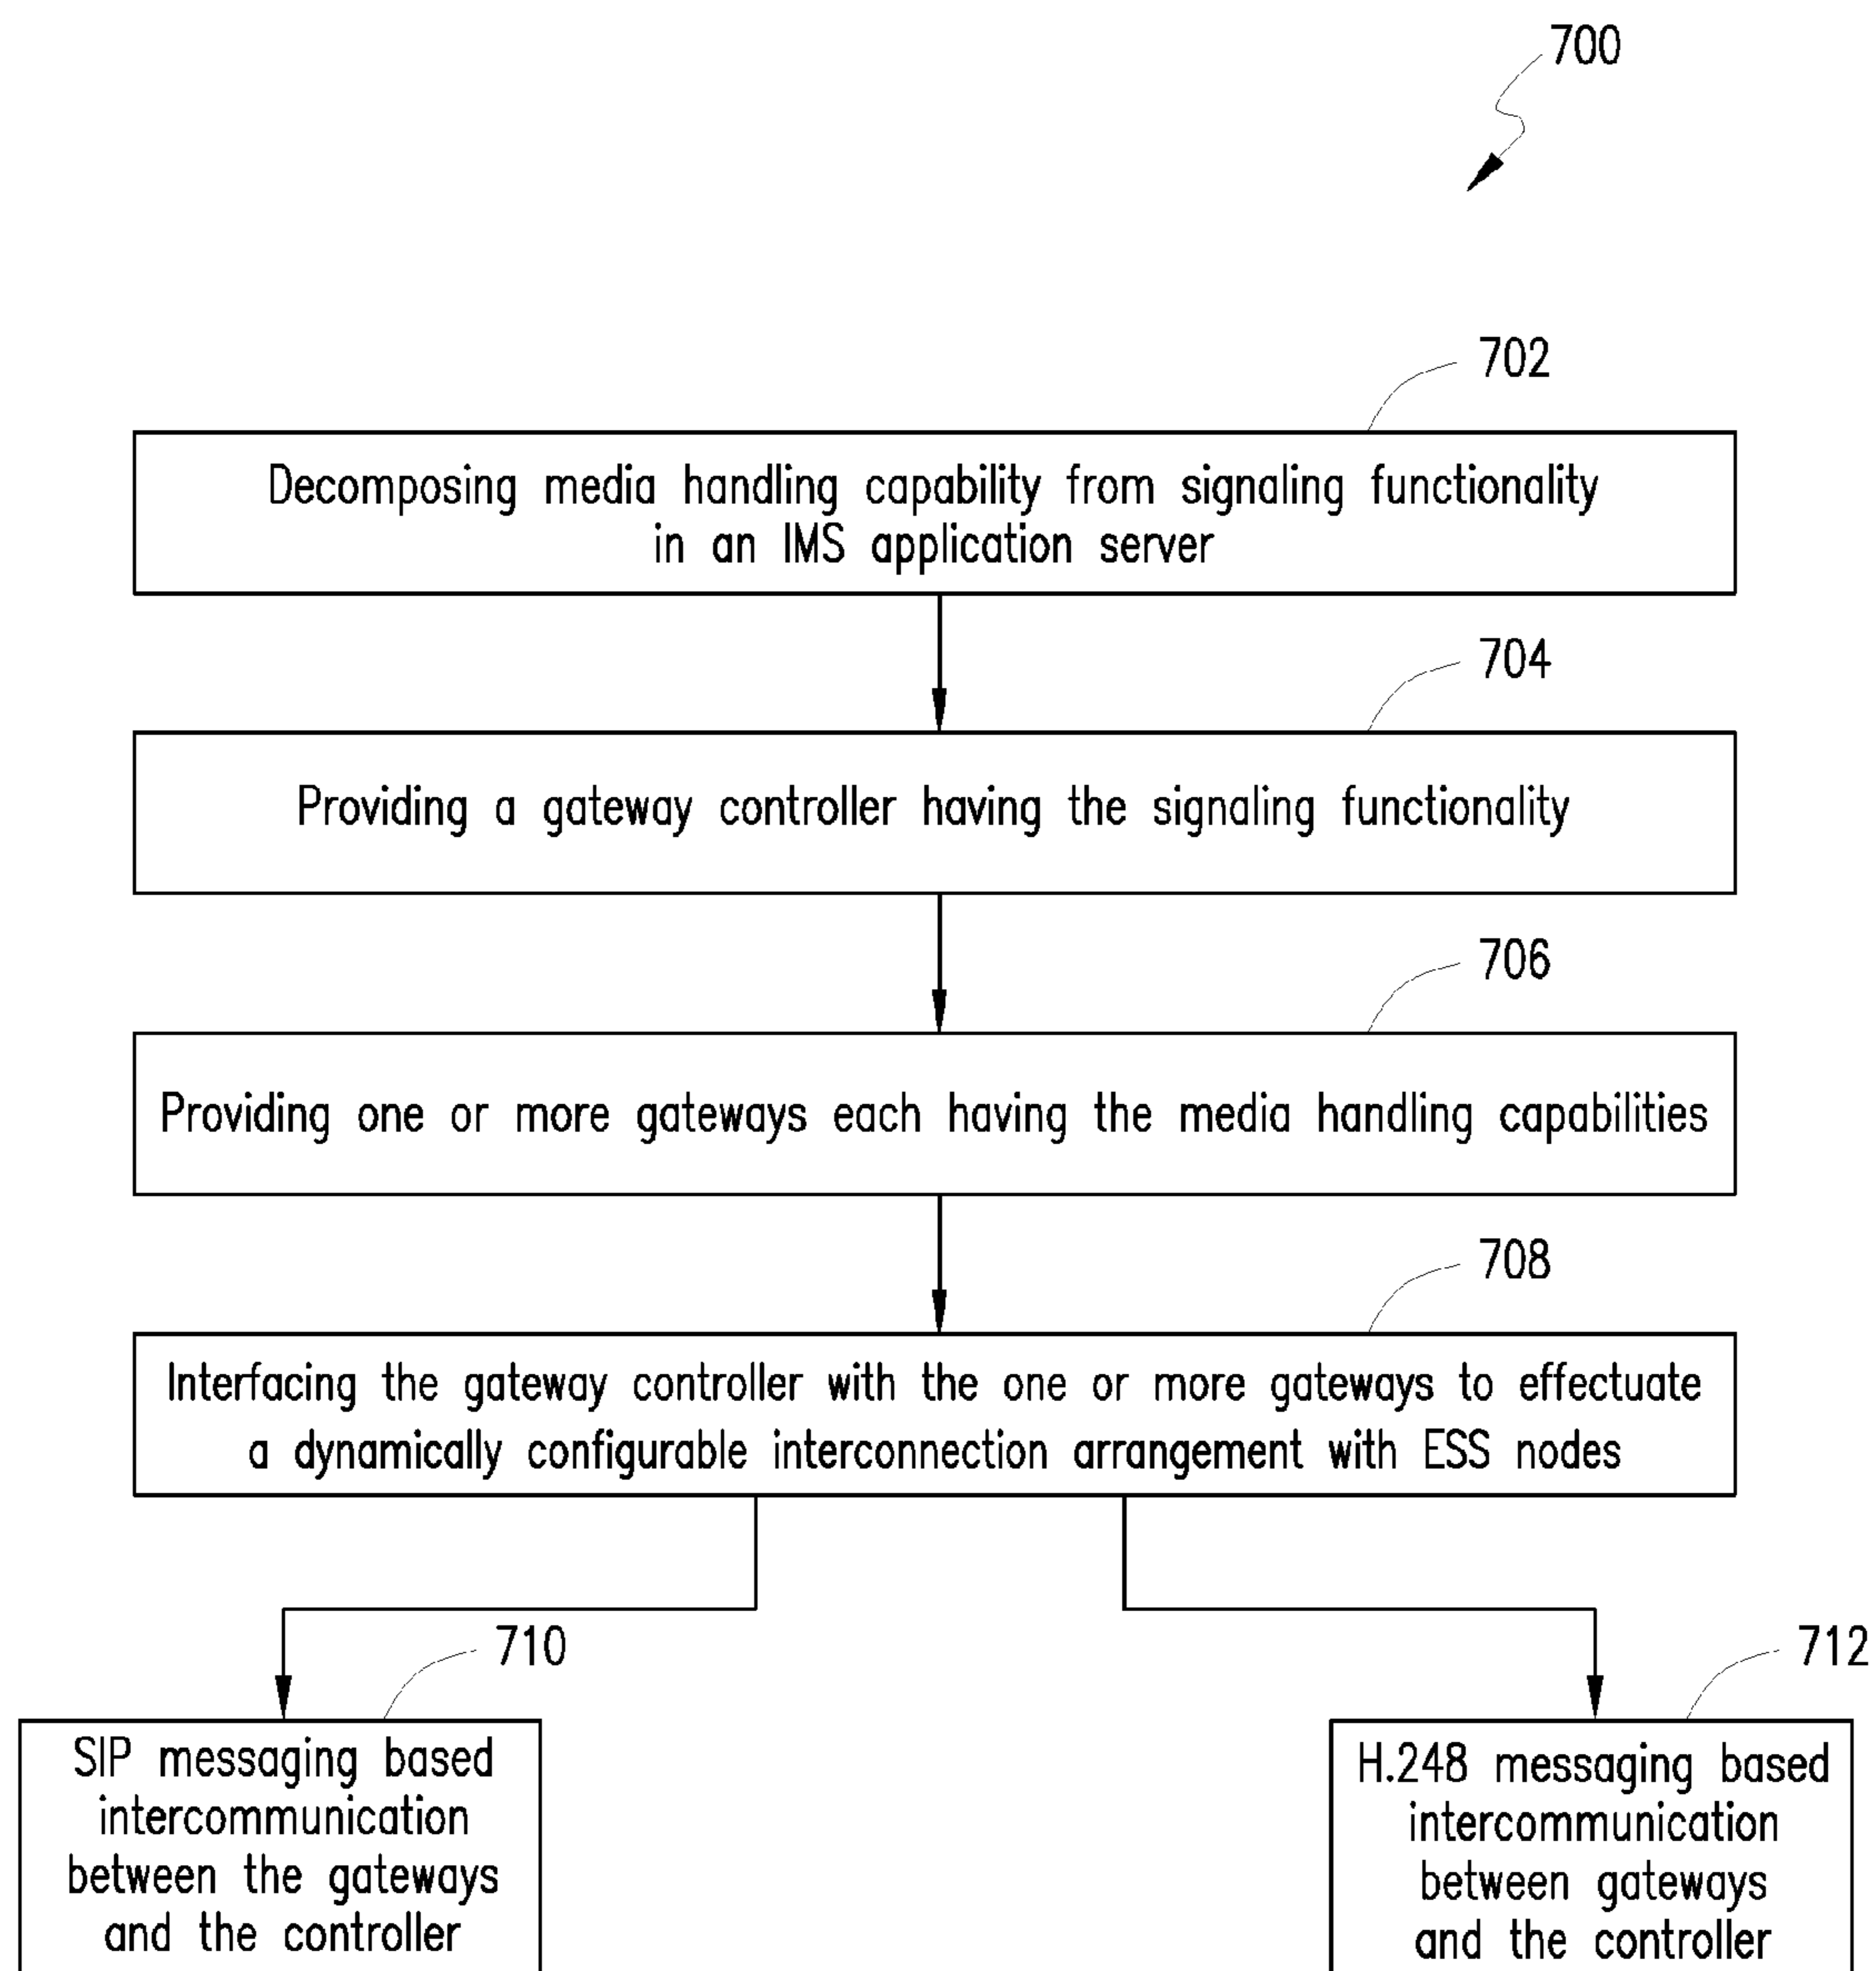 700
702
Decomposing media handling capability from signaling functionality
in an IMS application server
704
Providing a gateway controller having the signaling functionality
706
Providing one or more gateways each having the media handling capabilities
708
Interfacing the gateway controller with the one or more gateways to effectuate
a dynamically configurable interconnection arrangement with ESS nodes
710
SIP messaging based
intercommunication
between the gateways
and the controller
712
H.248 messaging based
intercommunication
between gateways
and the controller